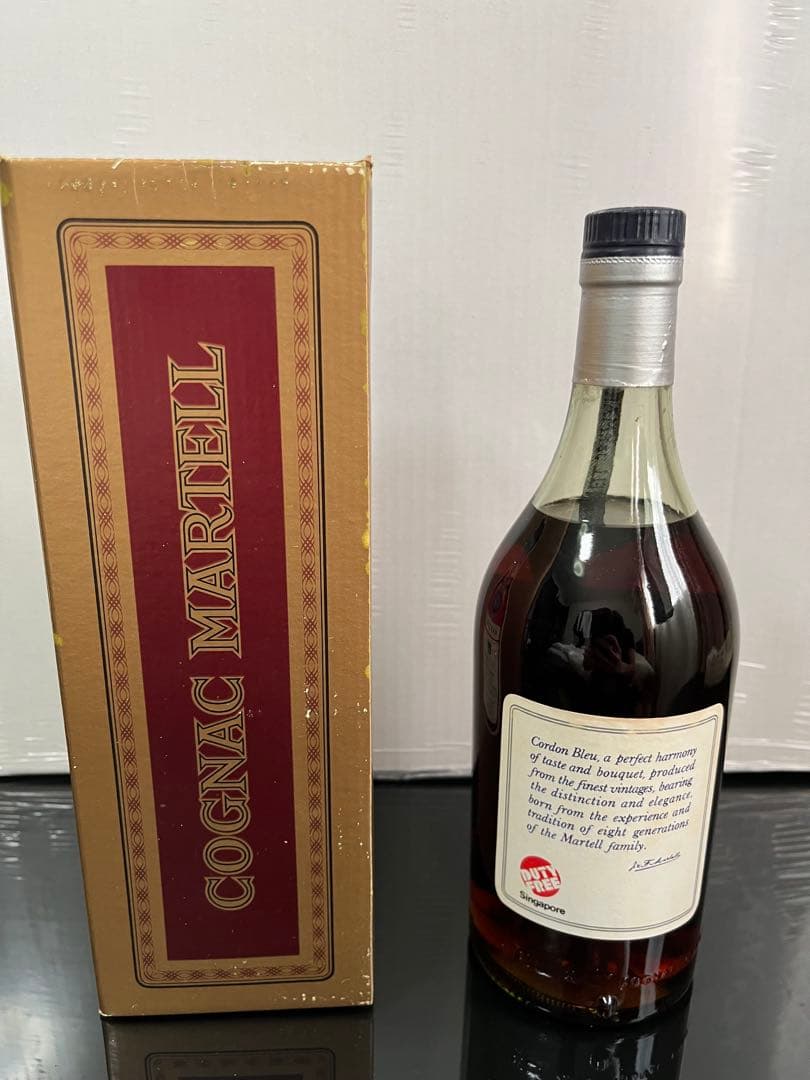 COGNAC MARTELL
Cordon Bleu, a perfect harmony
of taste and bouquet, produced
from the finest vintages, bearing
the distinction and elegance,
born from the experience and
tradition of eight generations
of the Martell family.
DUTY
FREE
Singapore